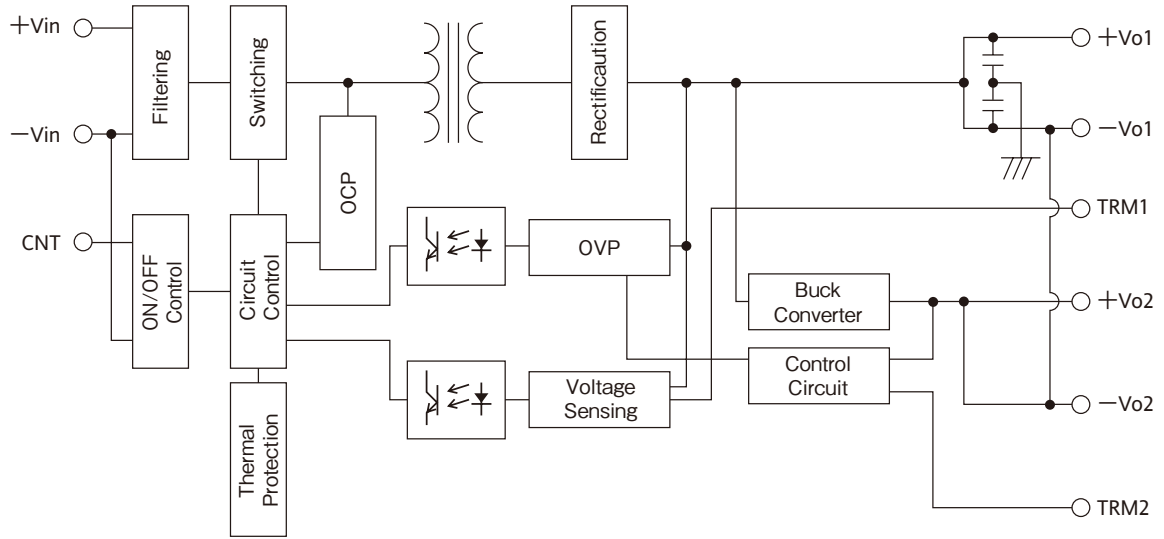 +Vin
Filtering
Switching
Rectificaution
+Vo1
−Vin
−Vo1
OCP
TRM1
CNT
ON/OFF
Control
Circuit
Control
OVP
Buck
Converter
+Vo2
Control
Circuit
Voltage
Sensing
−Vo2
Thermal
Protection
TRM2